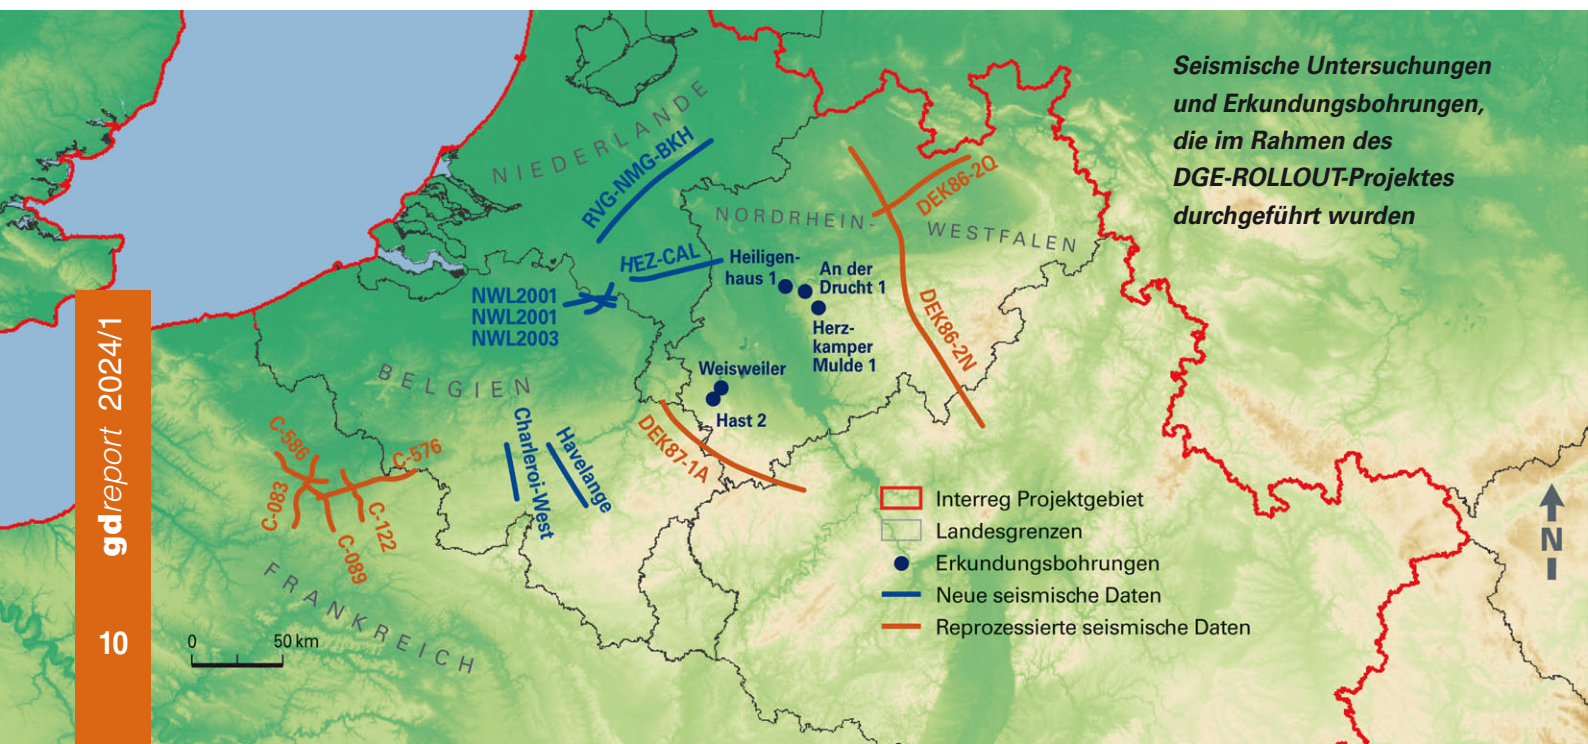 Seismische Untersuchungen
und Erkundungsbohrungen,
die im Rahmen des
DGE-ROLLOUT-Projektes
durchgeführt wurden
NIEDERLANDE
RVG-NMG-BKH
DEK86-2Q
NORDRHEIN-
WESTFALEN
HEZ-CAL
Heiligen-
haus 1
An der
Drucht 1
NWL2001
NWL2001
NWL2003
Herz-
kamper
Mulde 1
DEK86-2N
BELGIEN
Weisweiler
Hast 2
DEK87-1A
Charleroi-West
Havelange
C-586
C-576
C-083
C-122
C-089
FRANKREICH
0 50 km
Interreg Projektgebiet
Landesgrenzen
Erkundungsbohrungen
Neue seismische Daten
Reprozessierte seismische Daten
N
gdreport 2024/1
10